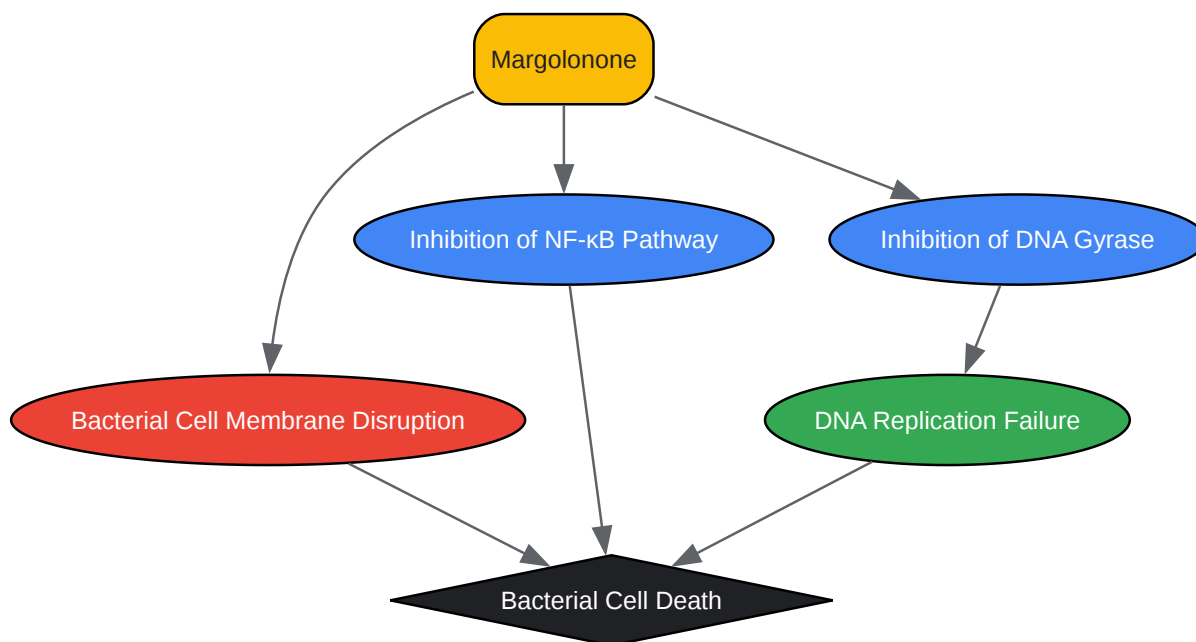 Margolonone
Inhibition of NF-κB Pathway
Inhibition of DNA Gyrase
Bacterial Cell Membrane Disruption
DNA Replication Failure
Bacterial Cell Death